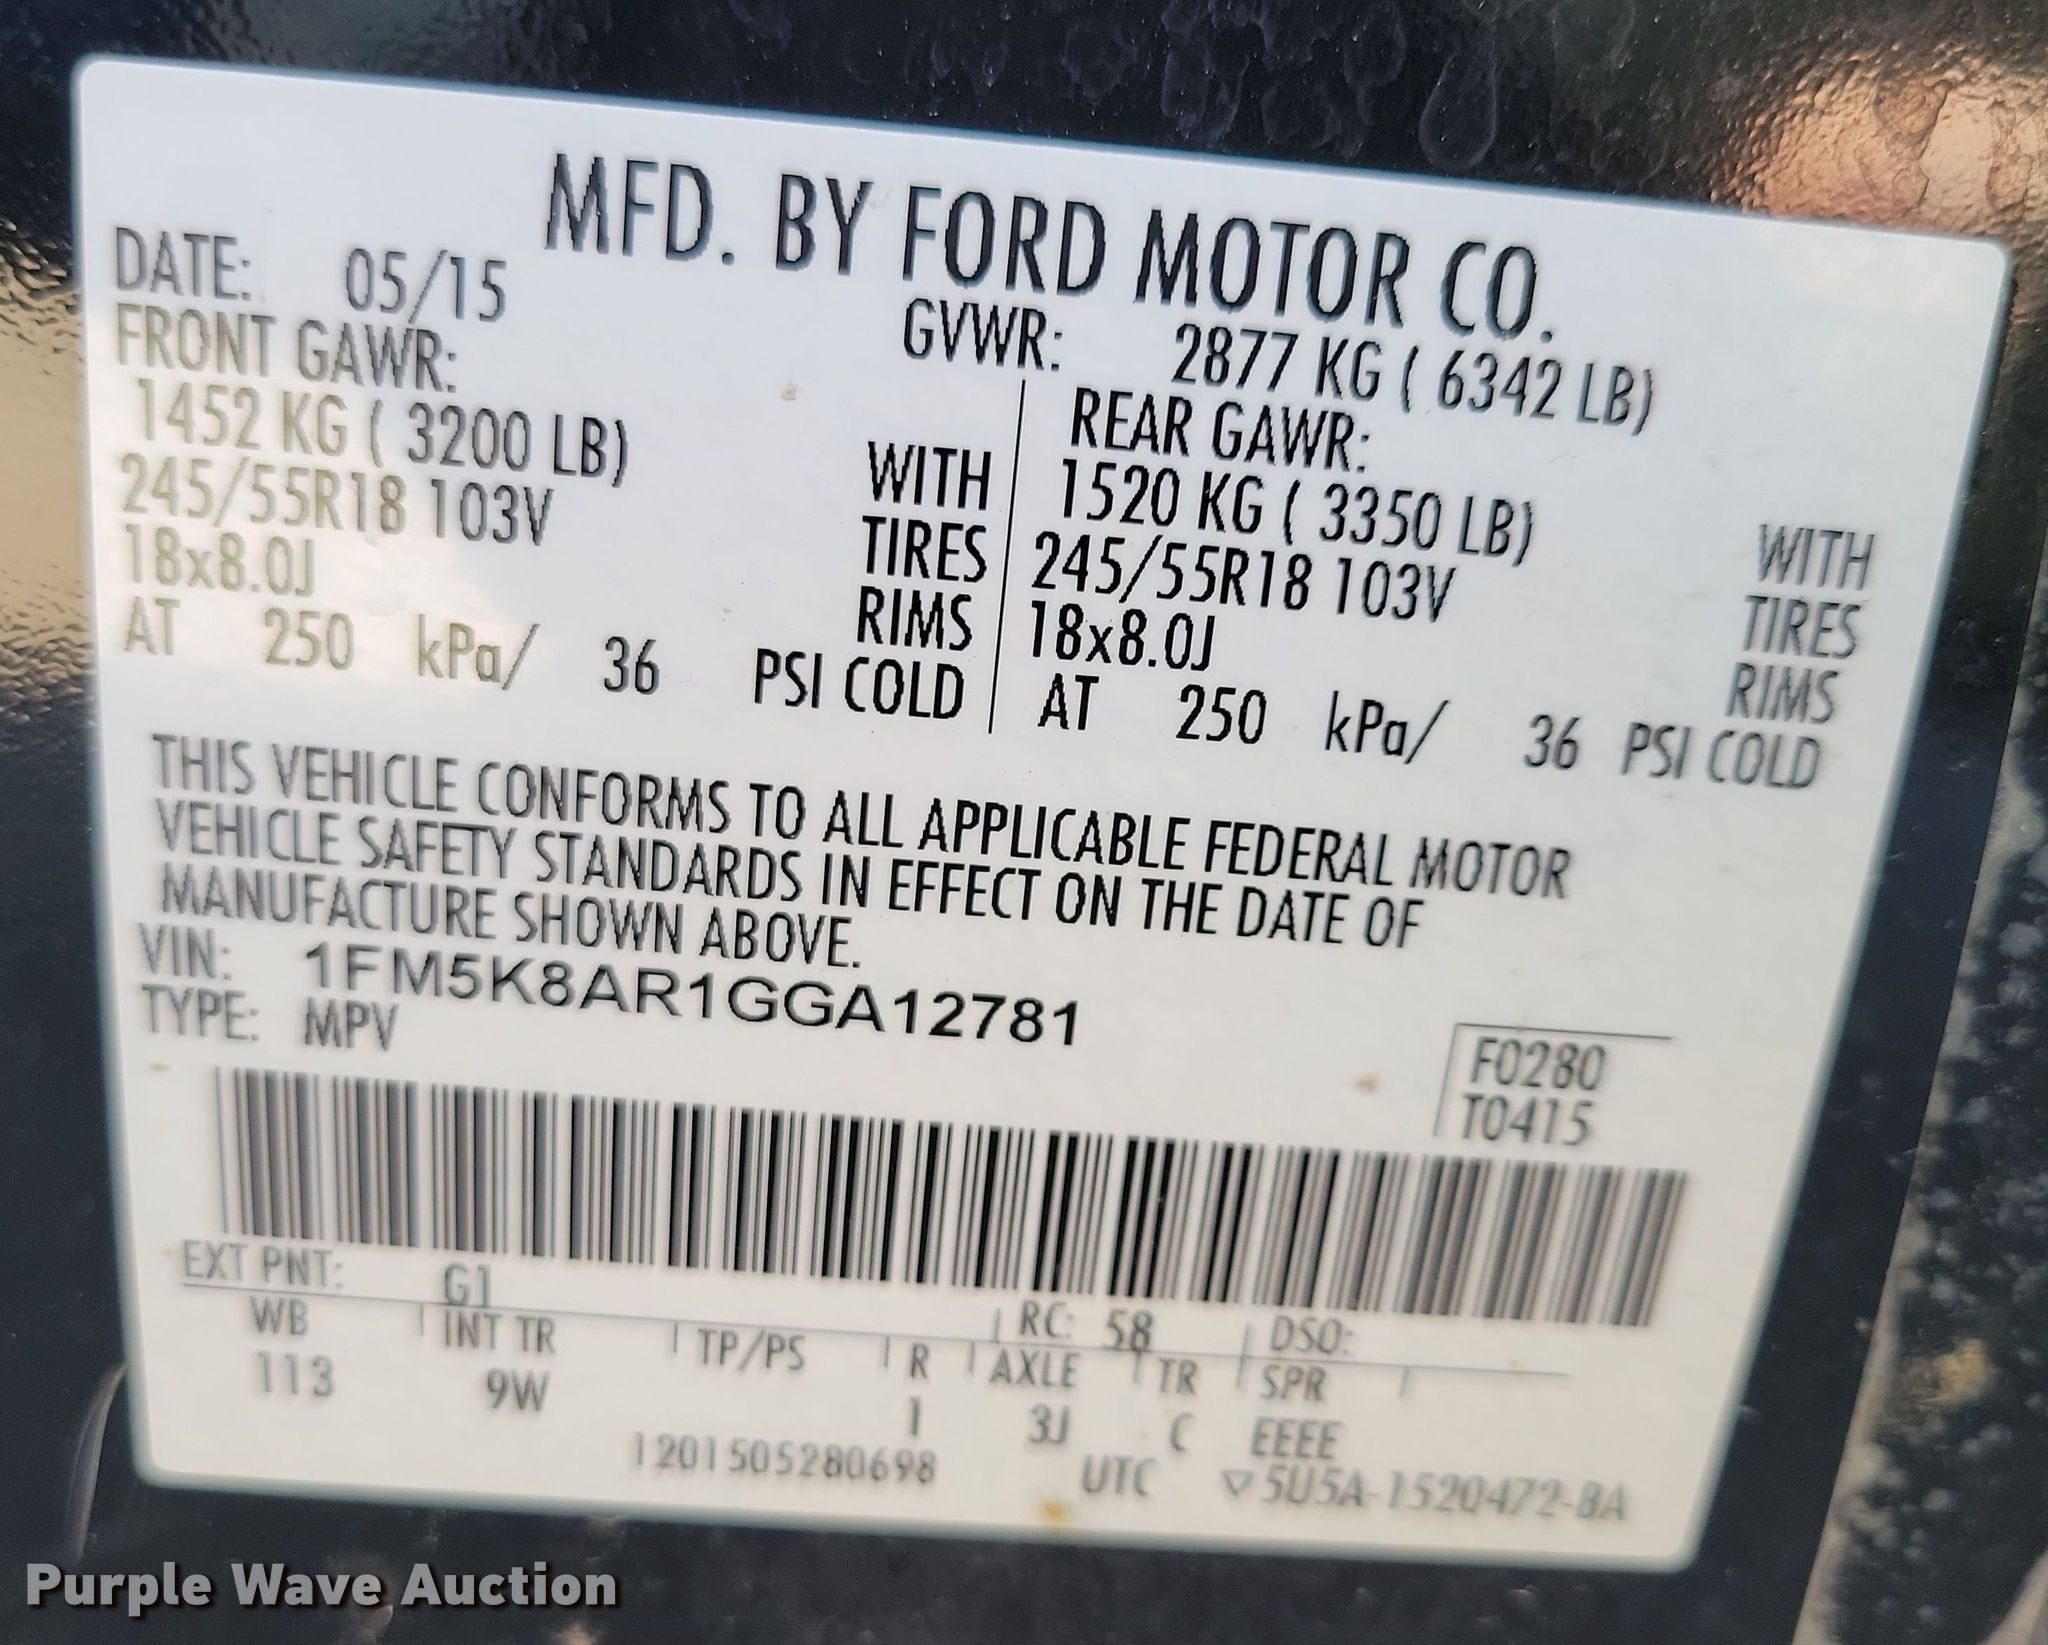 MFD. BY FORD MOTOR CO.
DATE: 05/15 GVWR: 2877 KG ( 6342 LB)
FRONT GAWR: REAR GAWR:
1452 KG ( 3200 LB) WITH 1520 KG ( 3350 LB) WITH
245/55R18 103V TIRES 245/55R18 103V TIRES
18x8.0J RIMS 18x8.0J RIMS
AT 250 kPa/ 36 PSI COLD AT 250 kPa/ 36 PSI COLD
THIS VEHICLE CONFORMS TO ALL APPLICABLE FEDERAL MOTOR
VEHICLE SAFETY STANDARDS IN EFFECT ON THE DATE OF
MANUFACTURE SHOWN ABOVE.
VIN: 1FM5K8AR1GGA12781
TYPE: MPV
F0280
T0415
EXT PNT: G1 RC: 58 DSO:
WB INT TR TP/PS R AXLE TR SPR
113 9W 1 3J C EEEE
1201505280698 UTC ▽5U5A-1520472-BA
Purple Wave Auction